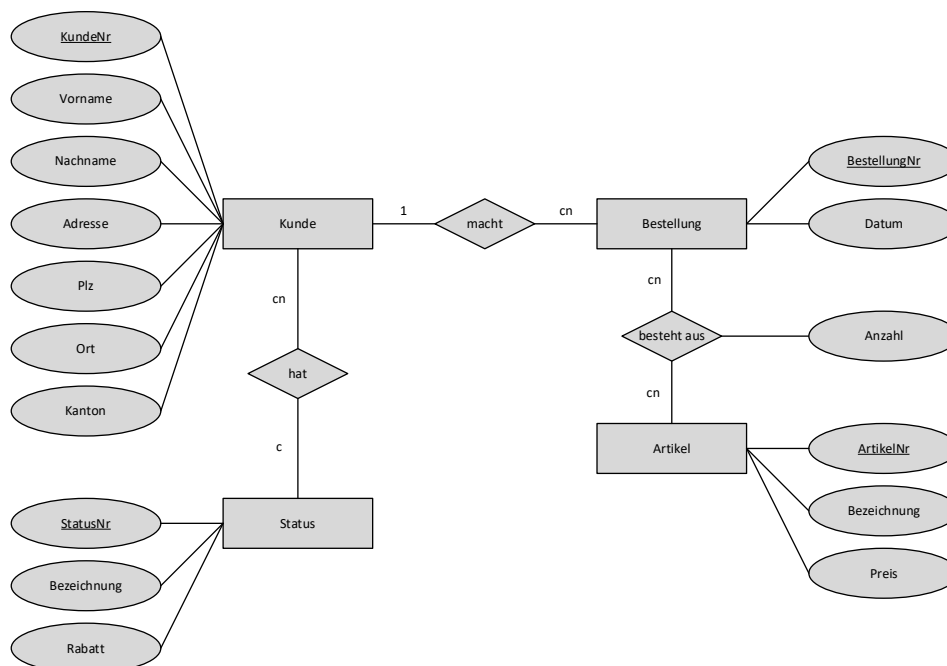 KundeNr
Vorname
Nachname
Adresse
Plz
Ort
Kanton
Kunde
1
macht
cn
Bestellung
BestellungNr
Datum
cn
besteht aus
Anzahl
cn
Artikel
ArtikelNr
Bezeichnung
Preis
cn
hat
c
Status
StatusNr
Bezeichnung
Rabatt